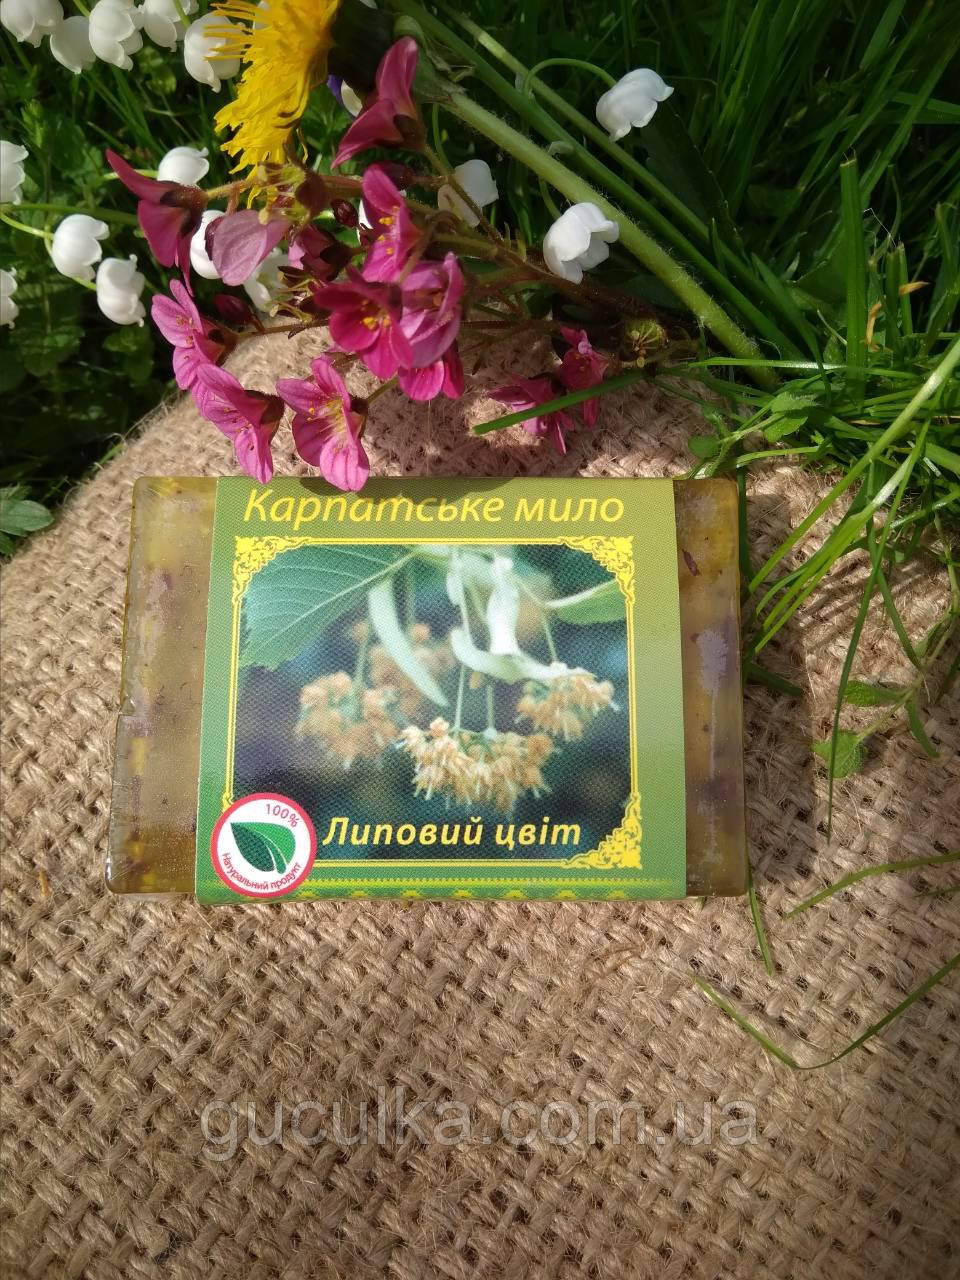 Карпатське мило
100%
Натуральний продукт
Липовий цвіт
guculka.com.ua